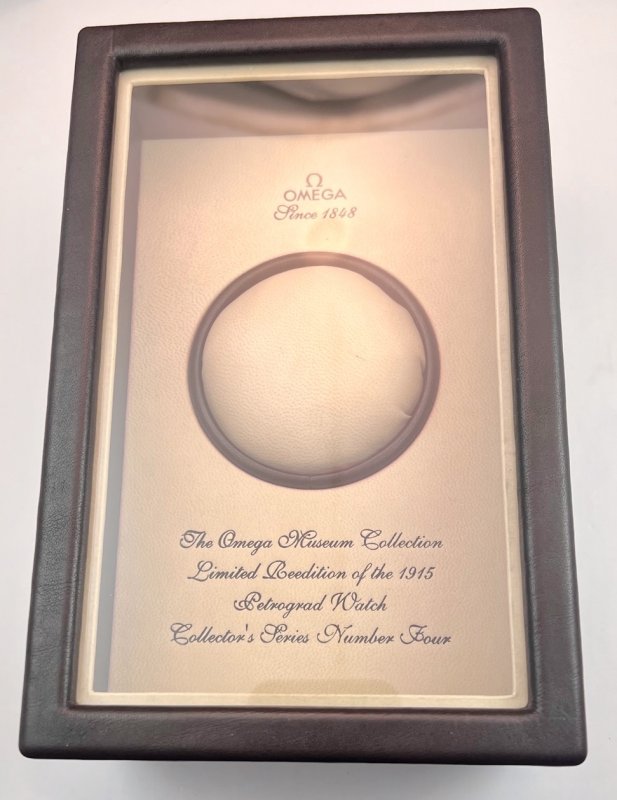 Ω
OMEGA
Since 1848
The Omega Museum Collection
Limited Reedition of the 1915
Petrograd Watch
Collector's Series Number Four